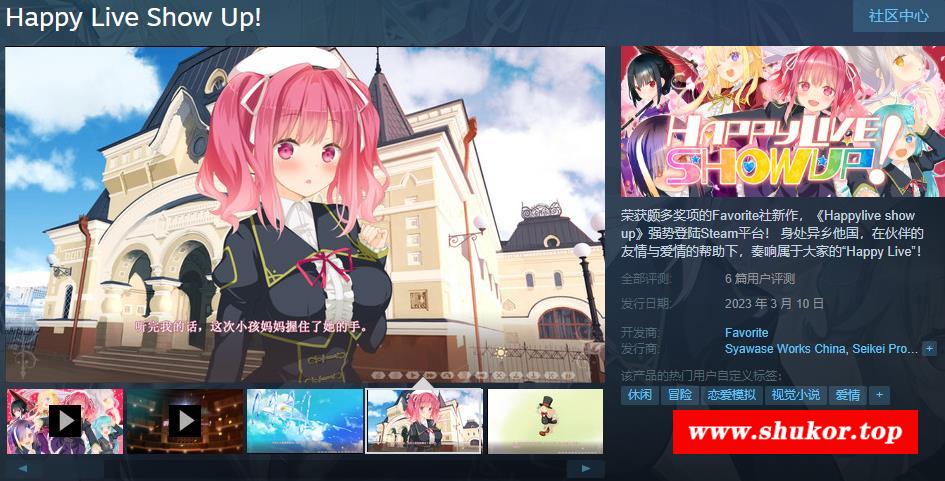 Happy Live Show Up!
社区中心
听完我的话，这次小孩妈妈握住了她的手。
HAPPY LIVE
SHOW UP!
荣获颇多奖项的Favorite社新作，《Happylive show
up》强势登陆Steam平台！ 身处异乡他国，在伙伴的
友情与爱情的帮助下，奏响属于大家的“Happy Live”！
全部评测： 6 篇用户评测
发行日期： 2023 年 3 月 10 日
开发商： Favorite
发行商： Syawase Works China, Seikei Pro... +
该产品的热门用户自定义标签：
休闲 冒险 恋爱模拟 视觉小说 爱情 +
www.shukor.top